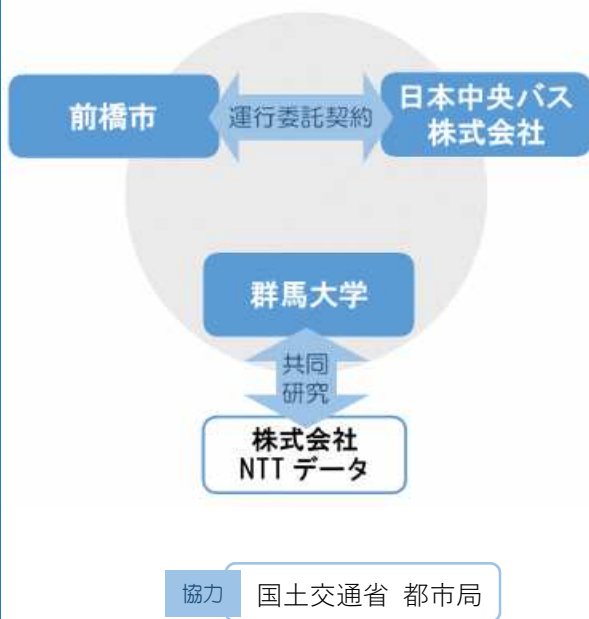 前橋市
運行委託契約
日本中央バス
株式会社
群馬大学
共同
研究
株式会社
NTT データ
協力
国土交通省 都市局